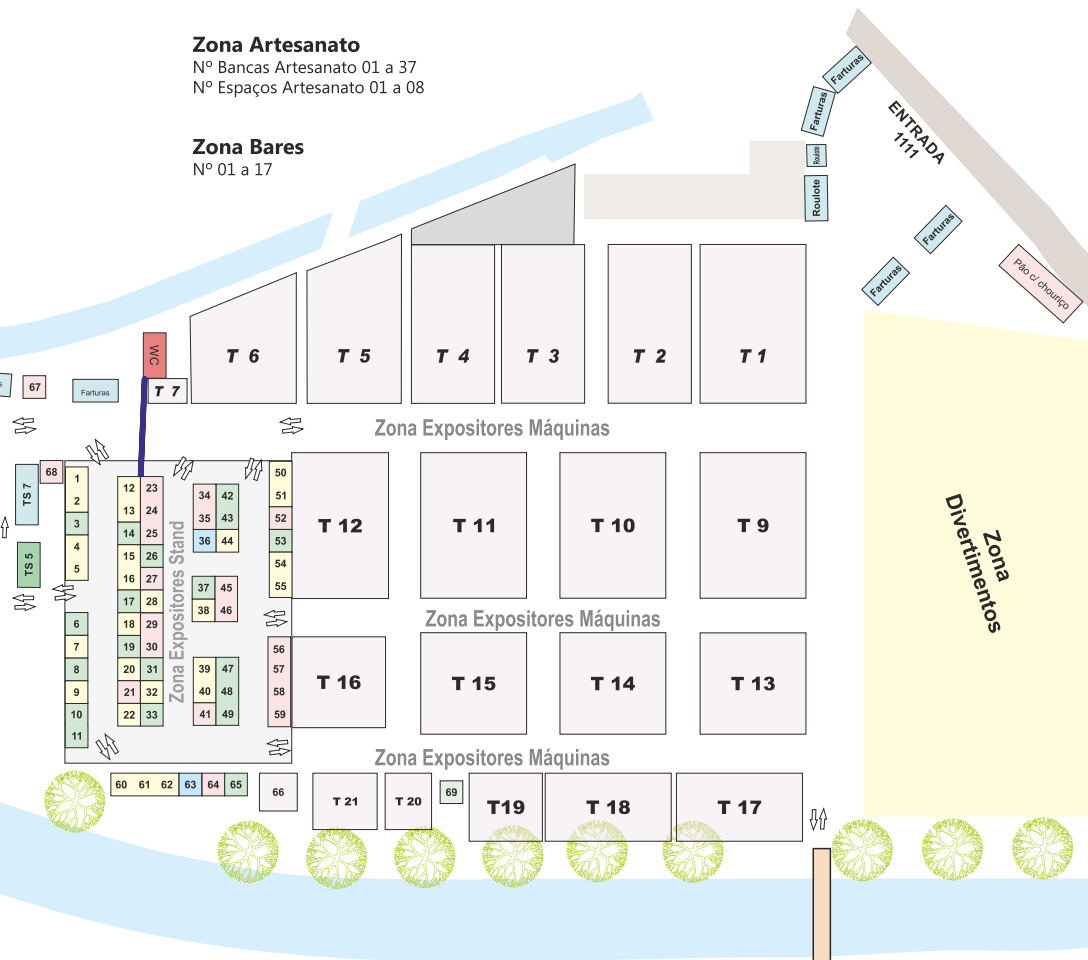 Zona Artesanato
Nº Bancas Artesanato 01 a 37
Nº Espaços Artesanato 01 a 08
Zona Bares
Nº 01 a 17
Farturas
Farturas
Roulote
Roulote
ENTRADA
1111
Farturas
Farturas
Pão c/ chouriço
T 6
T 5
T 4
T 3
T 2
T 1
WC
T 7
67
Farturas
Zona Expositores Máquinas
68
TS 7
TS 5
1
2
3
4
5
6
7
8
9
10
11
12 23
13 24
14 25
15 26
16 27
17 28
18 29
19 30
20 31
21 32
22 33
Zona Expositores Stand
34 42
35 43
36 44
37 45
38 46
39 47
40 48
41 49
50
51
52
53
54
55
56
57
58
59
T 12
T 11
T 10
T 9
Zona Expositores Máquinas
T 16
T 15
T 14
T 13
Zona
Divertimentos
Zona Expositores Máquinas
60 61 62 63 64 65
66
T 21
T 20
69
T19
T 18
T 17